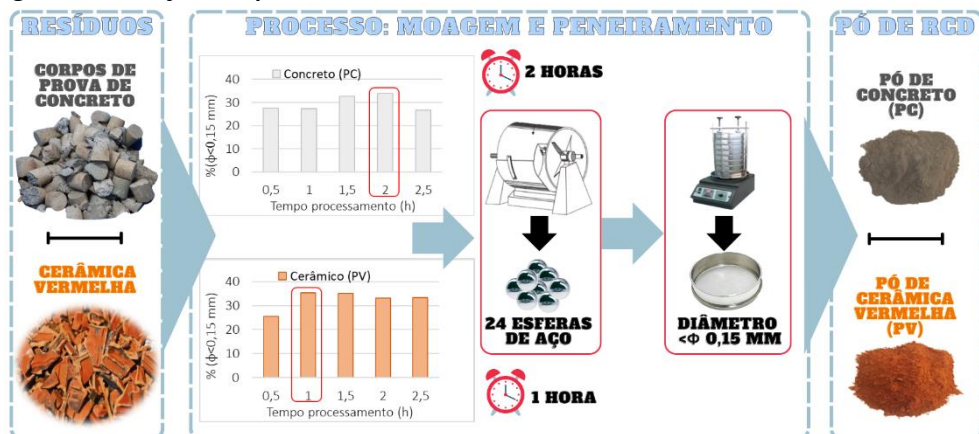 RESÍDUOS
CORPOS DE
PROVA DE
CONCRETO
CERÂMICA
VERMELHA
PROCESSO: MOAGEM E PENEIRAMENTO
Concreto (PC)
%(ϕ<0,15 mm)
40
30
20
10
0
0,5 1 1,5 2 2,5
Tempo processamento (h)
Cerâmico (PV)
% (ϕ<0,15 mm)
40
30
20
10
0
0,5 1 1,5 2 2,5
Tempo processamento (h)
2 HORAS
24 ESFERAS
DE AÇO
1 HORA
DIÂMETRO
<Φ 0,15 MM
PÓ DE RCD
PÓ DE
CONCRETO
(PC)
PÓ DE
CERÂMICA
VERMELHA
(PV)